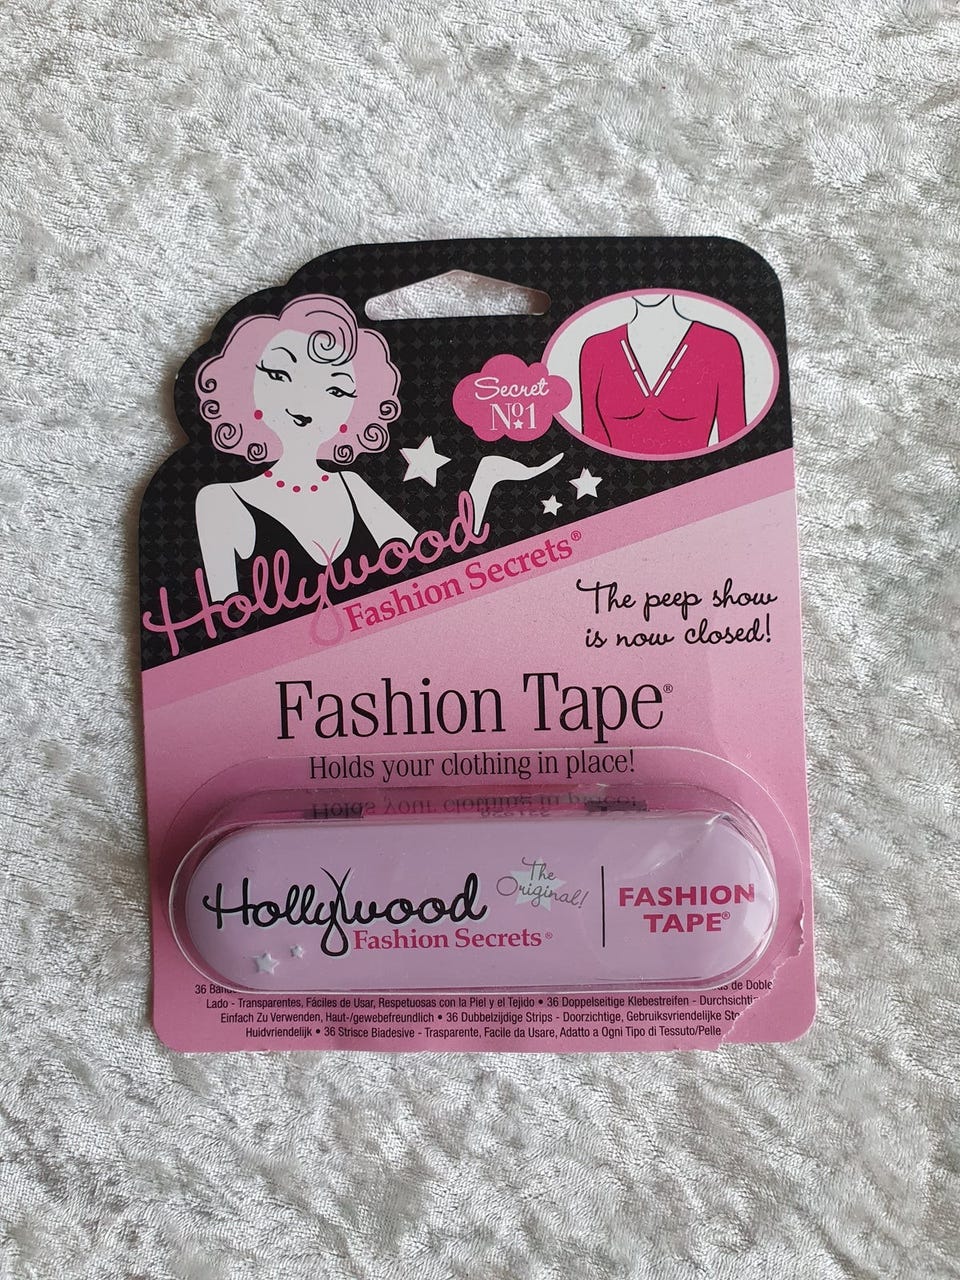 Secret
Nº1
Hollywood
Fashion Secrets®
The peep show
is now closed!
Fashion Tape®
Holds your clothing in place!
Hollywood
Fashion Secrets®
The
Original!
FASHION
TAPE®
36 de Doble
Lado - Transparentes, Fáciles de Usar, Respetuosas con la Piel y el Tejido • 36 Doppelseitige Klebestreifen -
Einfach Zu Verwenden, Haut-/gewebefreundlich • 36 Dubbelzijdige Strips - Doorzichtige, Gebruiksvriendelijke
Huidvriendelijk • 36 Strisce Biadesive - Trasparente, Facile da Usare, Adatto a Ogni Tipo di Tessuto/Pelle